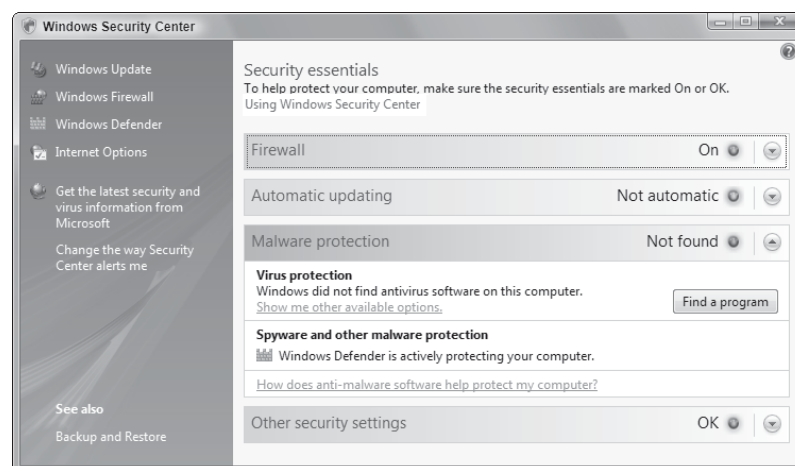 Windows Security Center
Windows Update
Windows Firewall
Windows Defender
Internet Options
Get the latest security and
virus information from
Microsoft
Change the way Security
Center alerts me
See also
Backup and Restore
Security essentials
To help protect your computer, make sure the security essentials are marked On or OK.
Using Windows Security Center
Firewall On
Automatic updating Not automatic
Malware protection Not found
Virus protection
Windows did not find antivirus software on this computer.
Show me other available options.
Find a program
Spyware and other malware protection
Windows Defender is actively protecting your computer.
How does anti-malware software help protect my computer?
Other security settings OK